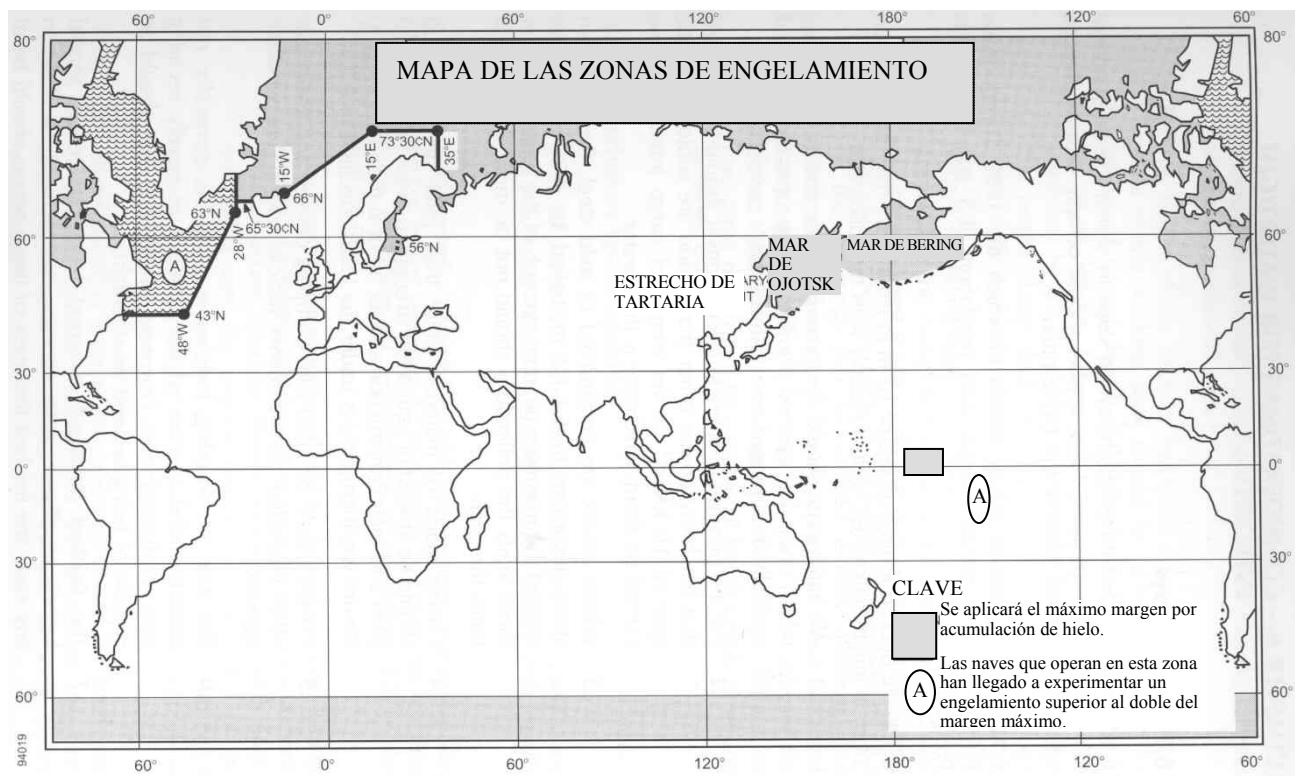 60° 0° 60° 120° 180° 120° 60°
80° 80°
MAPA DE LAS ZONAS DE ENGELAMIENTO
73°30¢N
15°E
35°E
15°W
66°N
63°N
65°30¢N
28°W
60° 60°
56°N
A
MAR DE OJOTSK
MAR DE BERING
ESTRECHO DE
TARTARIA
43°N
48°W
30° 30°
0° 0°
A
30° 30°
CLAVE
Se aplicará el máximo margen por
acumulación de hielo.
A
Las naves que operan en esta zona
han llegado a experimentar un
engelamiento superior al doble del
margen máximo.
60° 60°
94019
60° 0° 60° 120° 180° 120° 60°